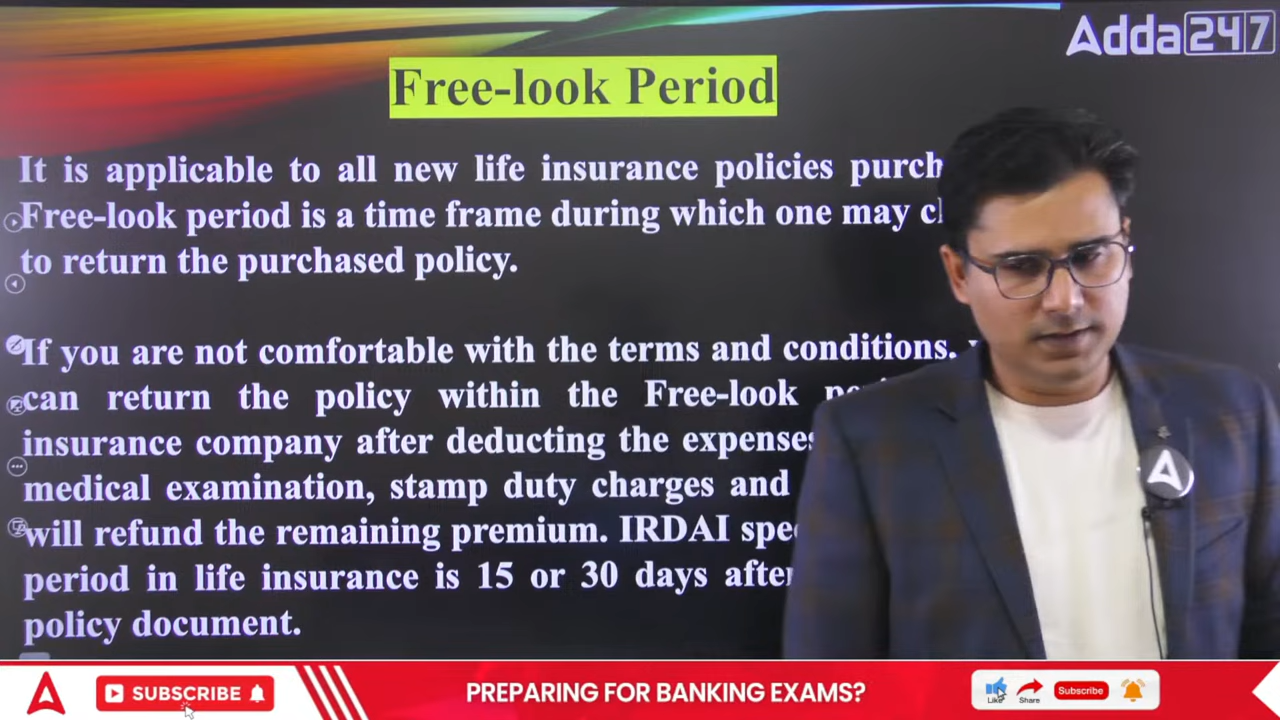 Adda247
Free-look Period
It is applicable to all new life insurance policies
Free-look period is a time frame during which one may
to return the purchased policy.
If you are not comfortable with the terms and conditions.
can return the policy within the Free-look
insurance company after deducting the expenses
medical examination, stamp duty charges and
will refund the remaining premium. IRDAI
period in life insurance is 15 or 30 days after
policy document.
SUBSCRIBE
PREPARING FOR BANKING EXAMS?
Like
Share
Subscribe